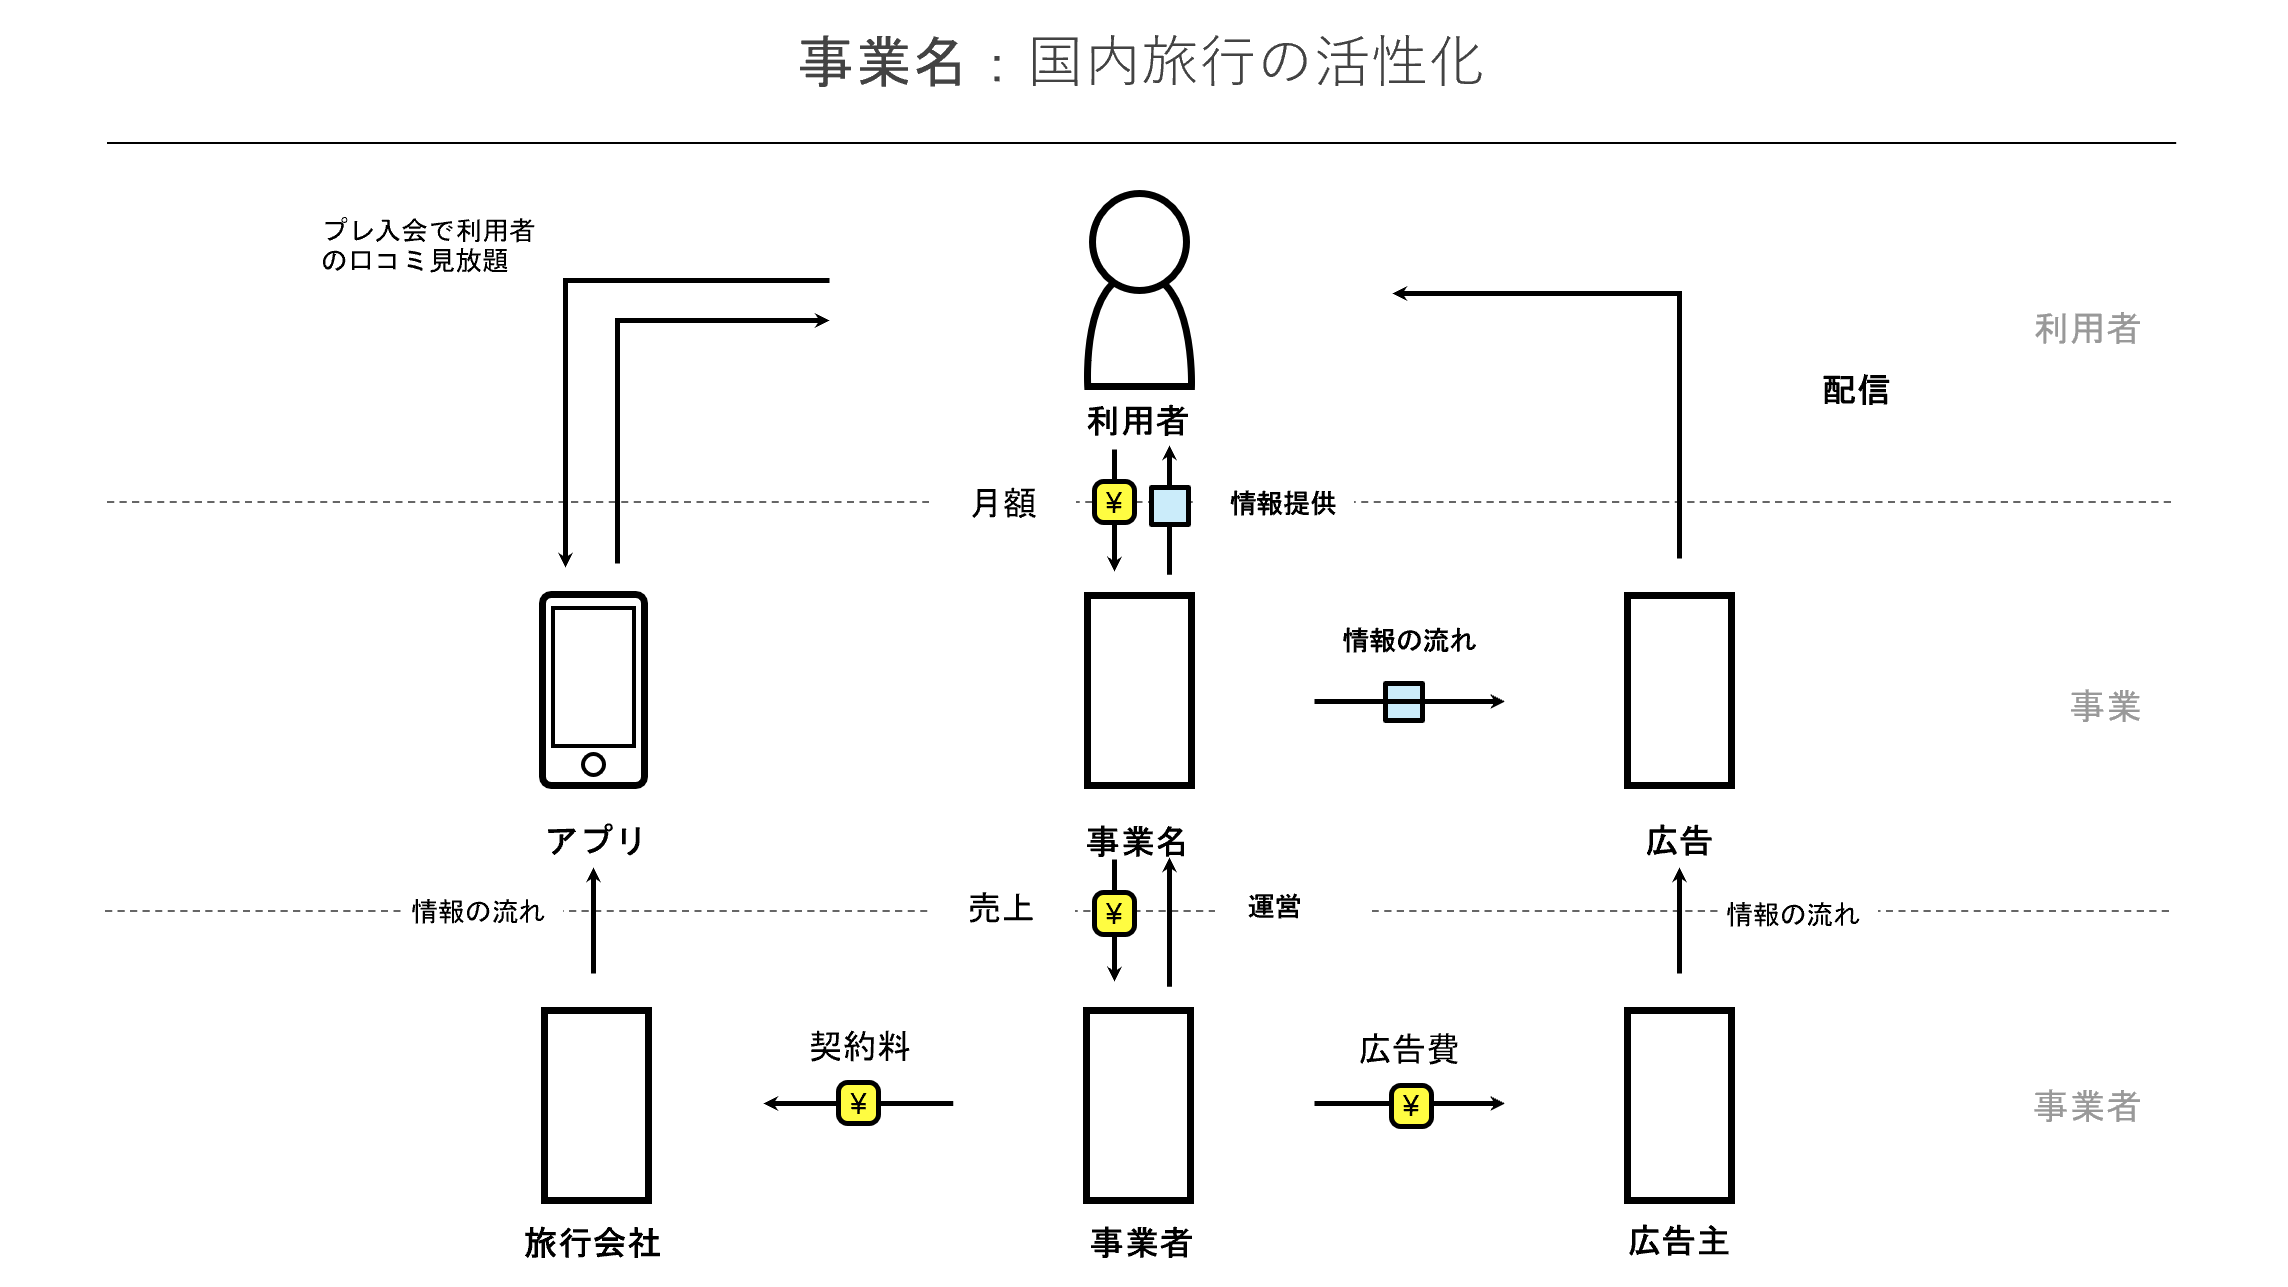 事業名：国内旅行の活性化
プレ入会で利用者
の口コミ見放題
利用者
配信
利用者
月額
¥
情報提供
情報の流れ
事業
アプリ
事業名
広告
情報の流れ
売上
¥
運営
情報の流れ
契約料
¥
広告費
¥
事業者
旅行会社
事業者
広告主